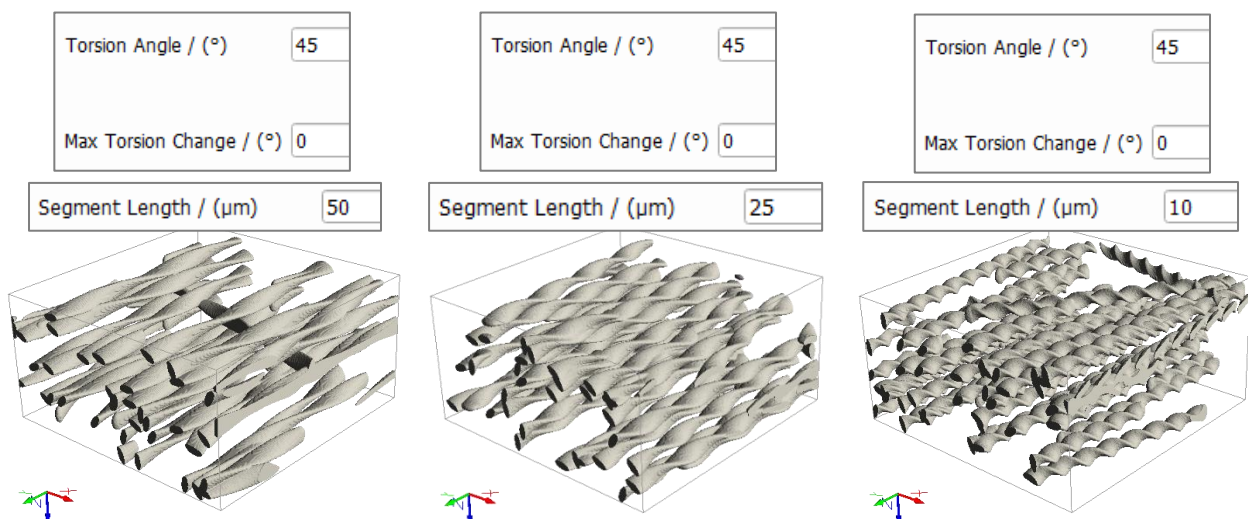 Torsion Angle / (°) 45
Max Torsion Change / (°) 0
Segment Length / (µm) 50
Torsion Angle / (°) 45
Max Torsion Change / (°) 0
Segment Length / (µm) 25
Torsion Angle / (°) 45
Max Torsion Change / (°) 0
Segment Length / (µm) 10